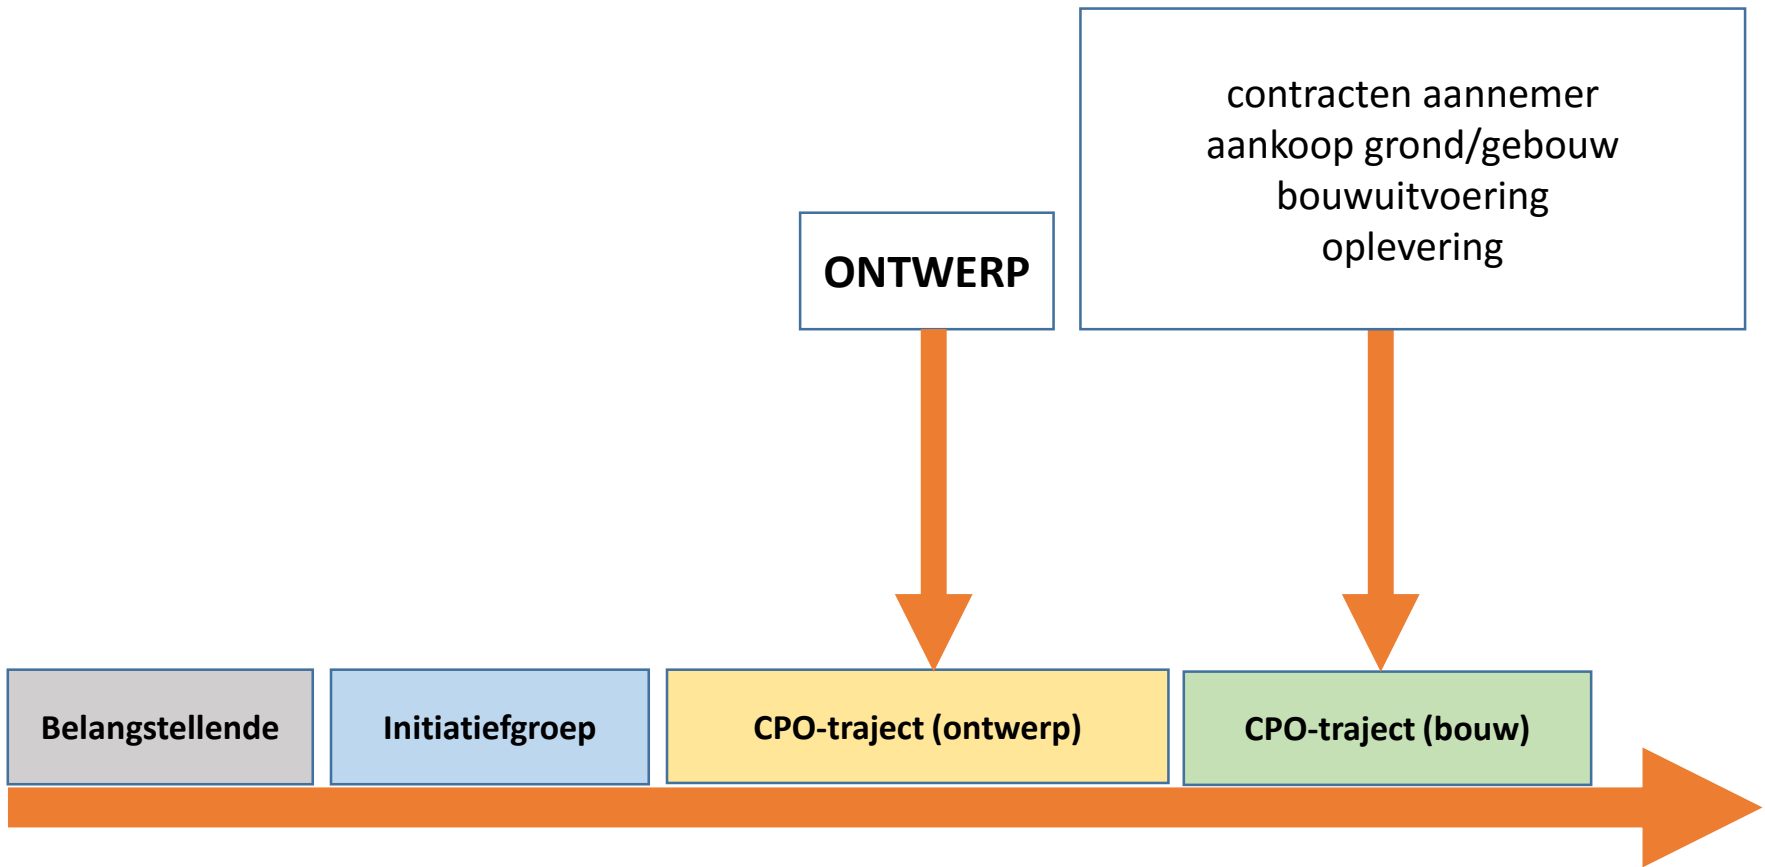 contracten aannemer
aankoop grond/gebouw
bouwuitvoering
oplevering
ONTWERP
Belangstellende
Initiatiefgroep
CPO-traject (ontwerp)
CPO-traject (bouw)